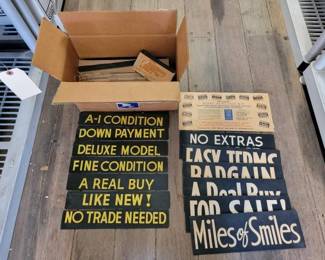 A-1 CONDITION
DOWN PAYMENT
DELUXE MODEL
FINE CONDITION
A REAL BUY
LIKE NEW!
NO TRADE NEEDED
NO EXTRAS
EASY TERMS
BARGAIN
A Real Buy
FOR SALE!
Miles of Smiles